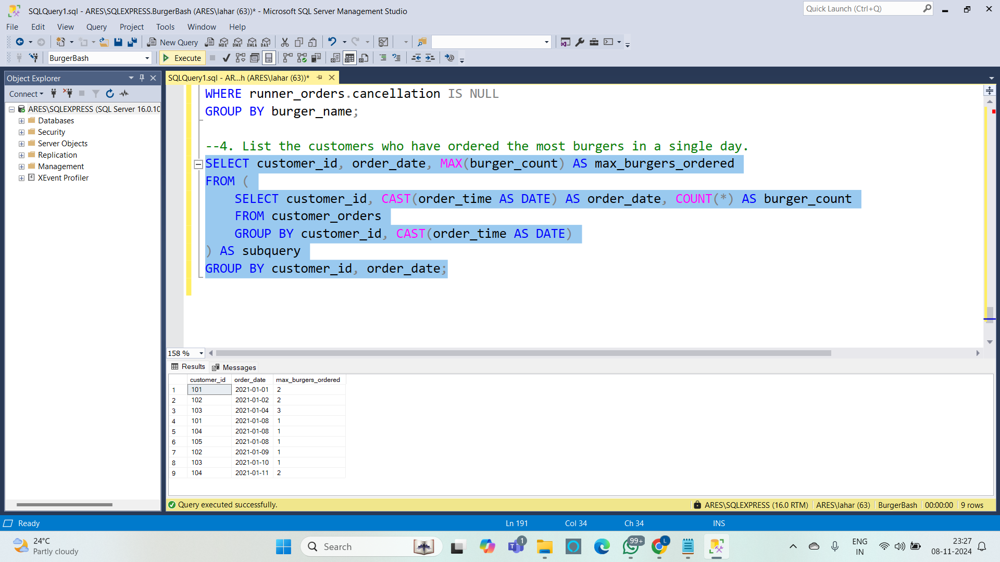 SQLQuery1.sql - ARES\SQLEXPRESS.BurgerBash (ARES\lahar (63))* - Microsoft SQL Server Management Studio
Quick Launch (Ctrl+Q)
File Edit View Query Project Tools Window Help
New Query MDX DMX XMLA DAX
BurgerBash Execute
Object Explorer
Connect
ARES\SQLEXPRESS (SQL Server 16.0.10
Databases
Security
Server Objects
Replication
Management
XEvent Profiler
SQLQuery1.sql - AR...h (ARES\lahar (63))*
WHERE runner_orders.cancellation IS NULL
GROUP BY burger_name;
--4. List the customers who have ordered the most burgers in a single day.
SELECT customer_id, order_date, MAX(burger_count) AS max_burgers_ordered
FROM (
SELECT customer_id, CAST(order_time AS DATE) AS order_date, COUNT(*) AS burger_count
FROM customer_orders
GROUP BY customer_id, CAST(order_time AS DATE)
) AS subquery
GROUP BY customer_id, order_date;
158 %
Results Messages
customer_id order_date max_burgers_ordered
1 101 2021-01-01 2
2 102 2021-01-02 2
3 103 2021-01-04 3
4 101 2021-01-08 1
5 104 2021-01-08 1
6 105 2021-01-08 1
7 102 2021-01-09 1
8 103 2021-01-10 1
9 104 2021-01-11 2
Query executed successfully. ARES\SQLEXPRESS (16.0 RTM) ARES\lahar (63) BurgerBash 00:00:00 9 rows
Ready Ln 191 Col 34 Ch 34 INS
24°C
Partly cloudy
Search
1
99+
L
ENG
IN
23:27
08-11-2024